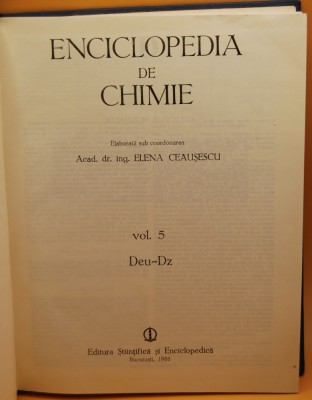 ENCICLOPEDIA
DE
CHIMIE
Elaborată sub coordonarea
Acad. dr. ing. ELENA CEAUȘESCU
vol. 5
Deu-Dz
Editura Științifică și Enciclopedică
București, 1986